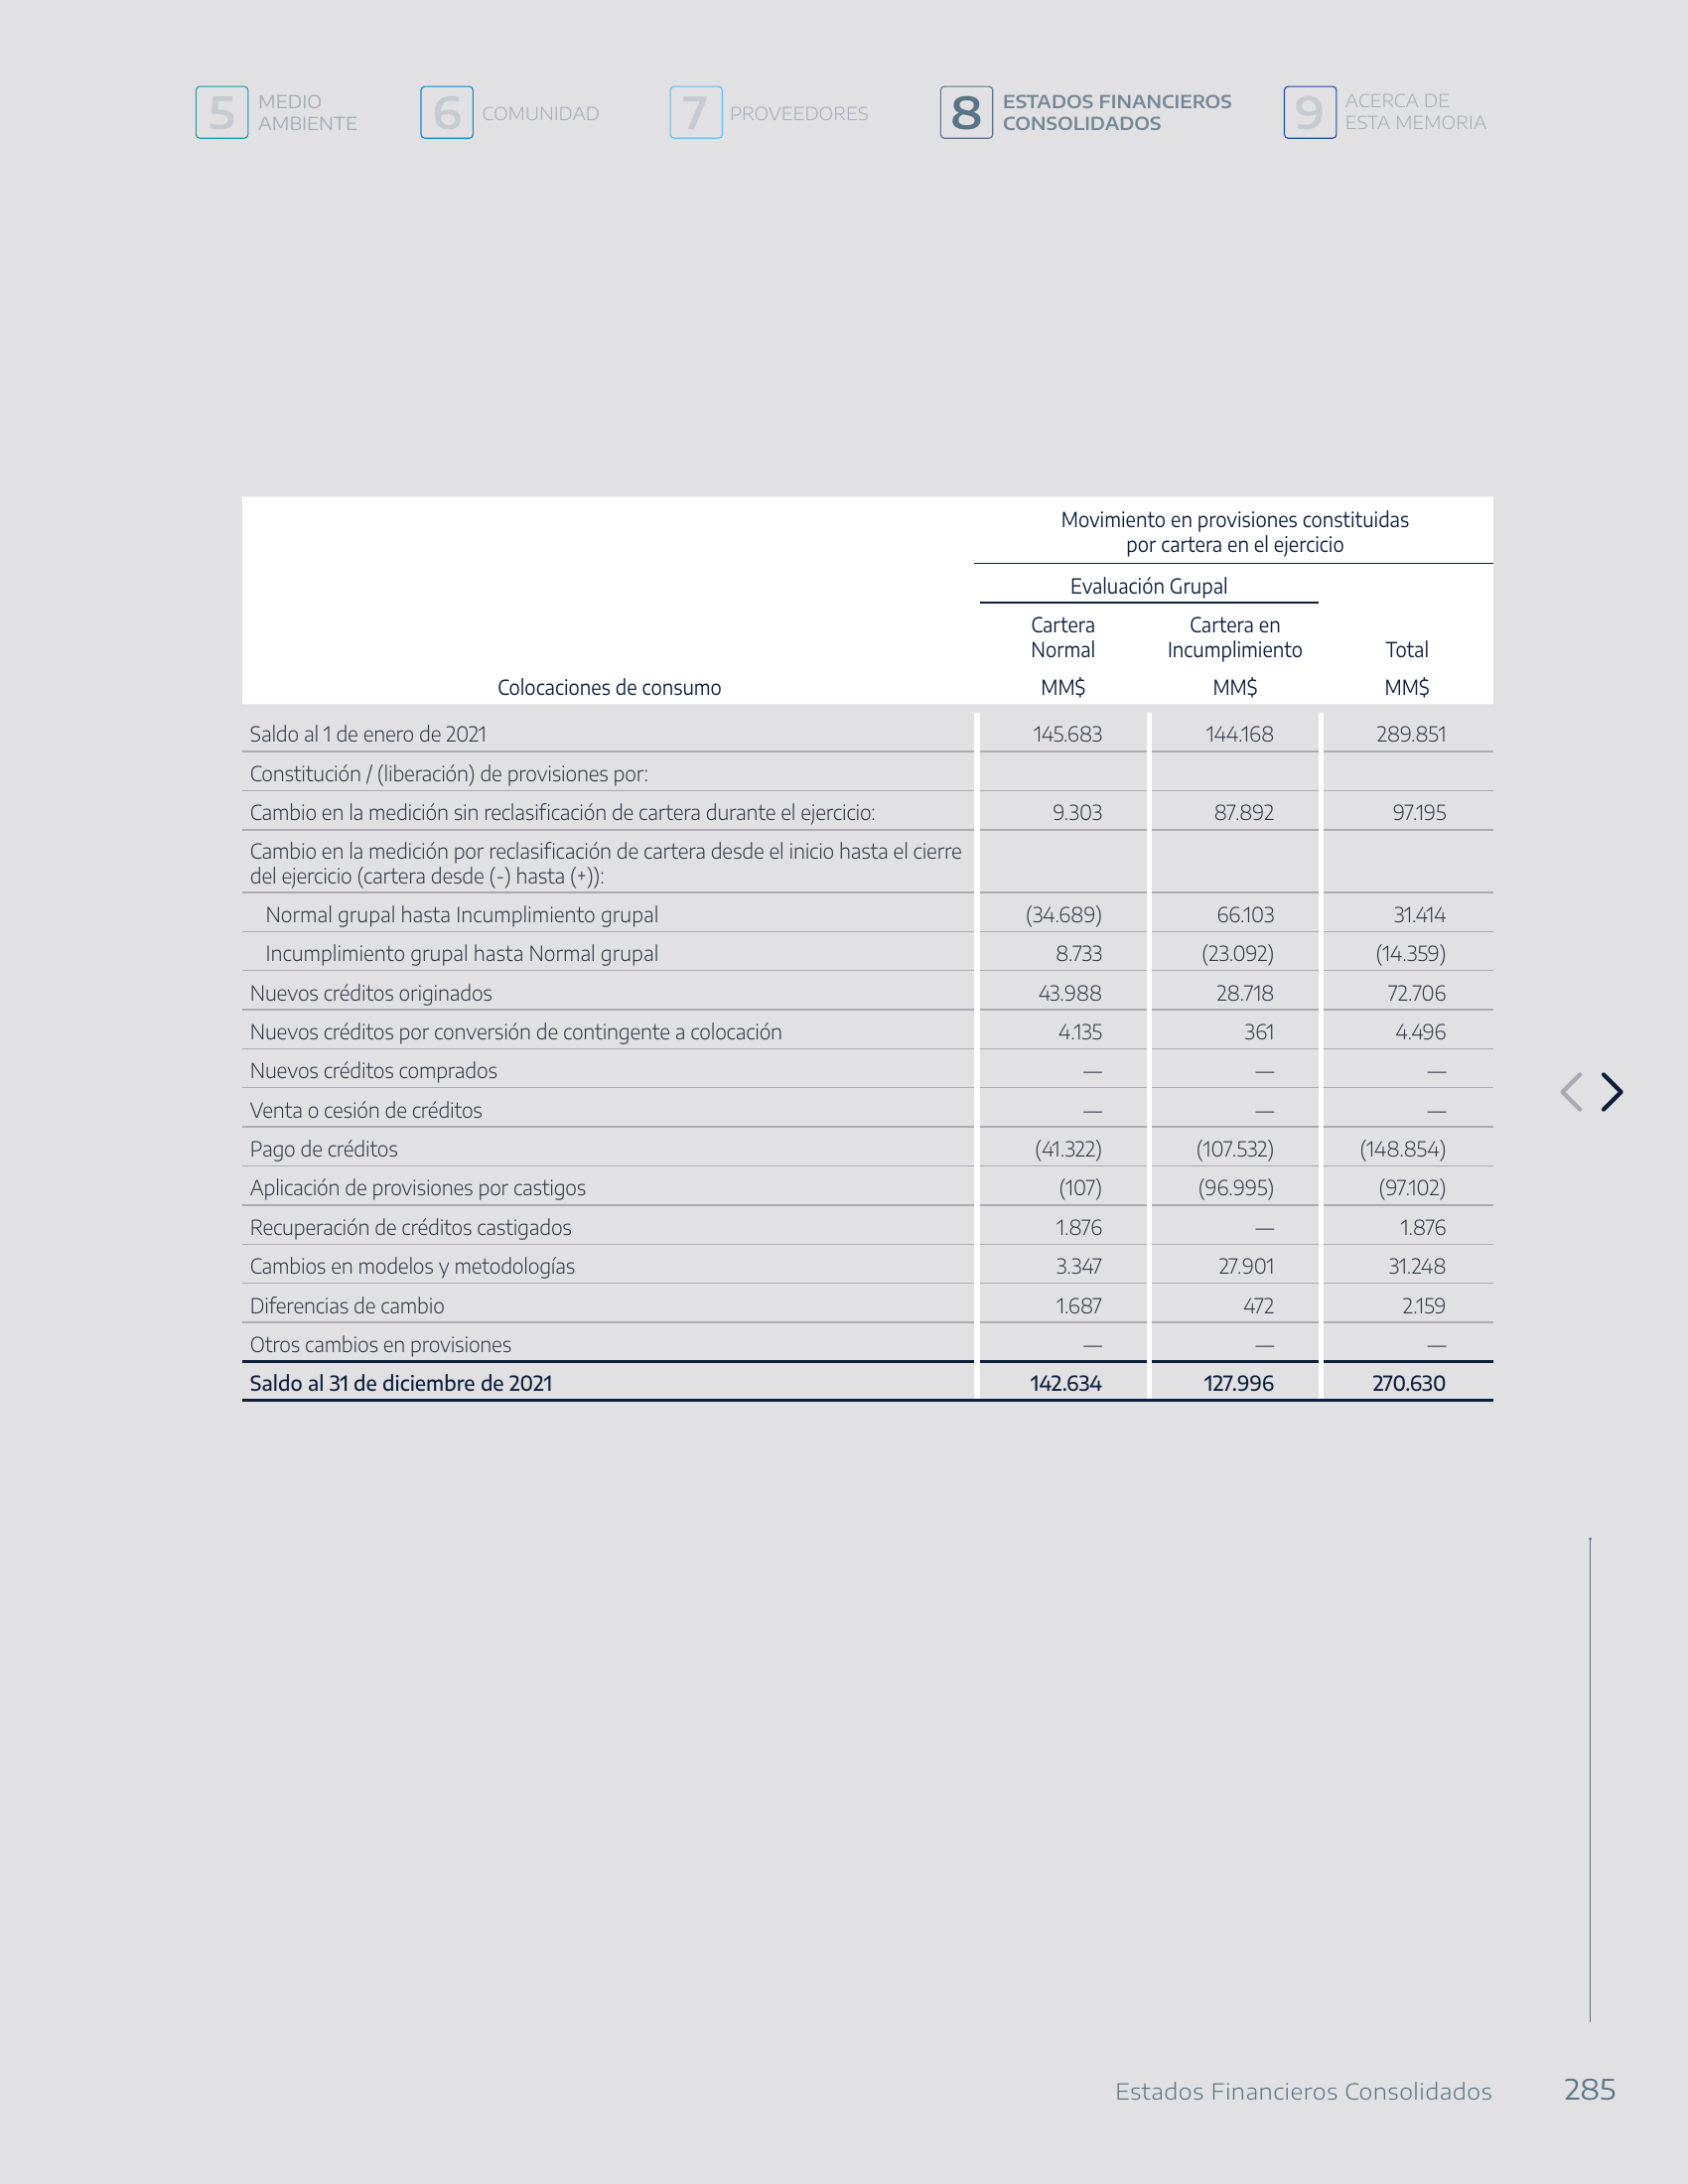 5 MEDIO
AMBIENTE
6 COMUNIDAD
7 PROVEEDORES
8 ESTADOS FINANCIEROS
CONSOLIDADOS
9 ACERCA DE
ESTA MEMORIA
Movimiento en provisiones constituidas
por cartera en el ejercicio
Evaluación Grupal
Cartera Cartera en
Normal Incumplimiento Total
Colocaciones de consumo MM$ MM$ MM$
Saldo al 1 de enero de 2021 145.683 144.168 289.851
Constitución / (liberación) de provisiones por:
Cambio en la medición sin reclasificación de cartera durante el ejercicio: 9.303 87.892 97.195
Cambio en la medición por reclasificación de cartera desde el inicio hasta el cierre
del ejercicio (cartera desde (-) hasta (+)):
Normal grupal hasta Incumplimiento grupal (34.689) 66.103 31.414
Incumplimiento grupal hasta Normal grupal 8.733 (23.092) (14.359)
Nuevos créditos originados 43.988 28.718 72.706
Nuevos créditos por conversión de contingente a colocación 4.135 361 4.496
Nuevos créditos comprados — — —
Venta o cesión de créditos — — —
Pago de créditos (41.322) (107.532) (148.854)
Aplicación de provisiones por castigos (107) (96.995) (97.102)
Recuperación de créditos castigados 1.876 — 1.876
Cambios en modelos y metodologías 3.347 27.901 31.248
Diferencias de cambio 1.687 472 2.159
Otros cambios en provisiones — — —
Saldo al 31 de diciembre de 2021 142.634 127.996 270.630
Estados Financieros Consolidados 285